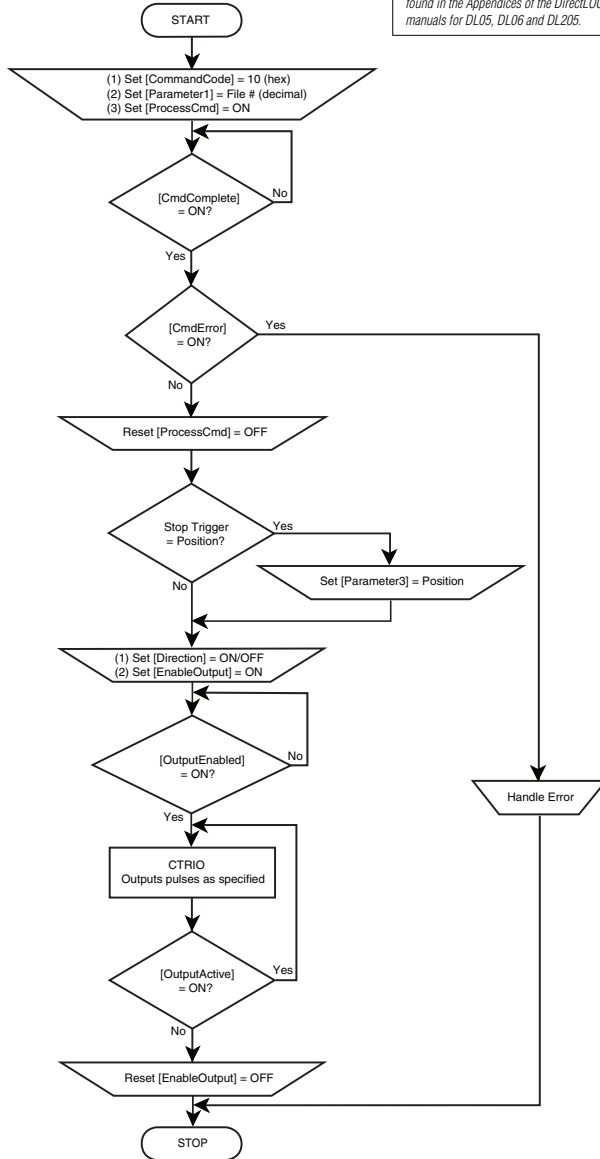 found in the Appendices of the DirectLO
manuals for DL05, DL06 and DL205.
START
(1) Set [CommandCode] = 10 (hex)
(2) Set [Parameter1] = File # (decimal)
(3) Set [ProcessCmd] = ON
[CmdComplete]
= ON?
No
Yes
[CmdError]
= ON?
Yes
No
Reset [ProcessCmd] = OFF
Stop Trigger
= Position?
Yes
No
Set [Parameter3] = Position
(1) Set [Direction] = ON/OFF
(2) Set [EnableOutput] = ON
[OutputEnabled]
= ON?
No
Yes
Handle Error
CTRIO
Outputs pulses as specified
[OutputActive]
= ON?
Yes
No
Reset [EnableOutput] = OFF
STOP